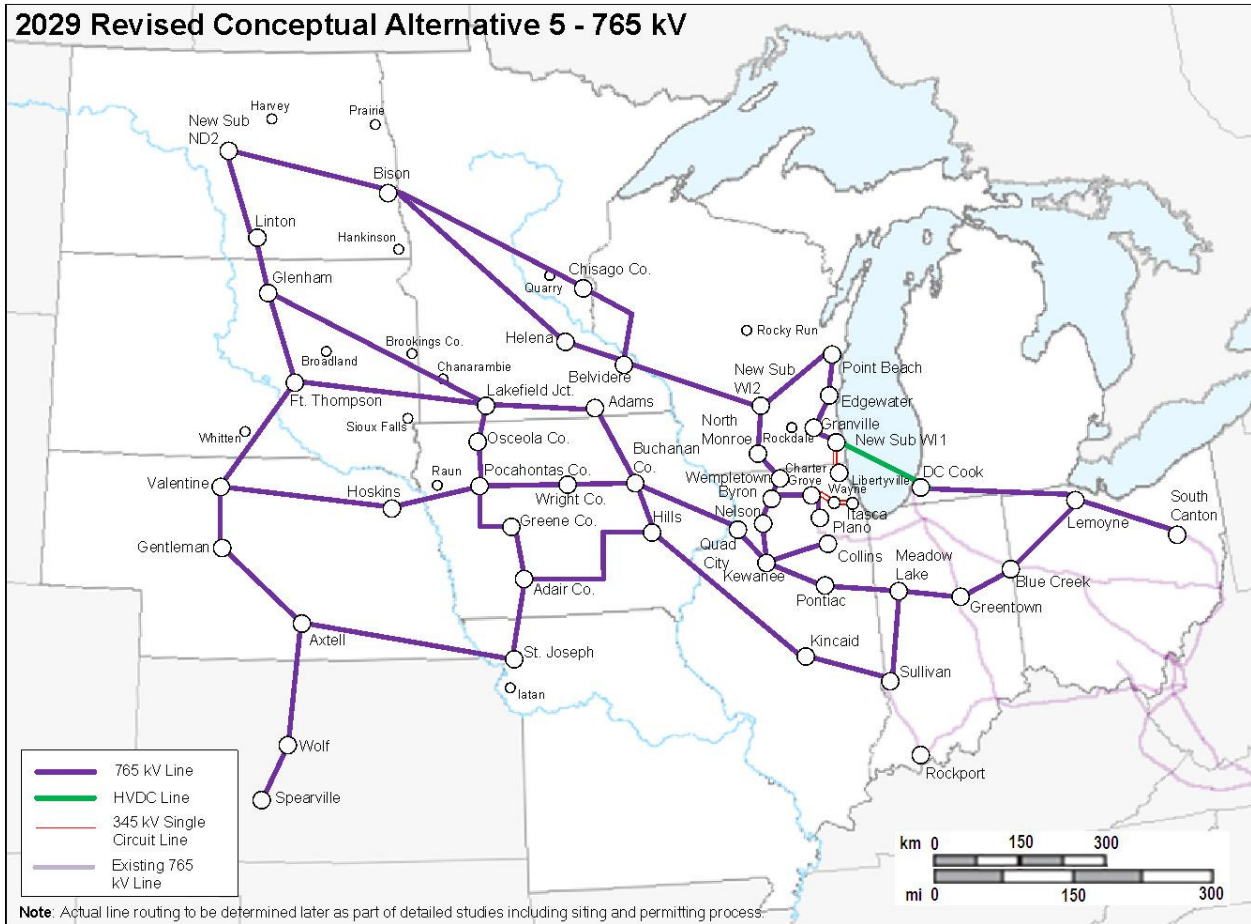 2029 Revised Conceptual Alternative 5 - 765 kV
Harvey
Prairie
New Sub
ND2
Bison
Linton
Hankinson
Glenham
Chisago Co.
Quarry
Brookings Co.
Helena
Rocky Run
Broadland
Chanarambie
Belvidere
New Sub
WI2
Point Beach
Ft. Thompson
Lakefield Jct.
Adams
Edgewater
Sioux Falls
North
Monroe
Granville
Whitten
Rockdale
New Sub WI1
Osceola Co.
Buchanan
Co.
DC Cook
Raun
Pocahontas Co.
Wempletown
Charter
Grove
Libertyville
Valentine
Hoskins
Wright Co.
Byron
Wayne
Itasca
South
Canton
Nelson
Lemoyne
Greene Co.
Hills
Plano
Gentleman
Quad
City
Collins
Meadow
Lake
Kewanee
Blue Creek
Adair Co.
Pontiac
Greentown
Axtell
St. Joseph
Kincaid
Sullivan
Iatan
Wolf
Rockport
Spearville
765 kV Line
HVDC Line
345 kV Single
Circuit Line
Existing 765
kV Line
km 0 150 300
mi 0 150 300
Note: Actual line routing to be determined later as part of detailed studies including siting and permitting process.